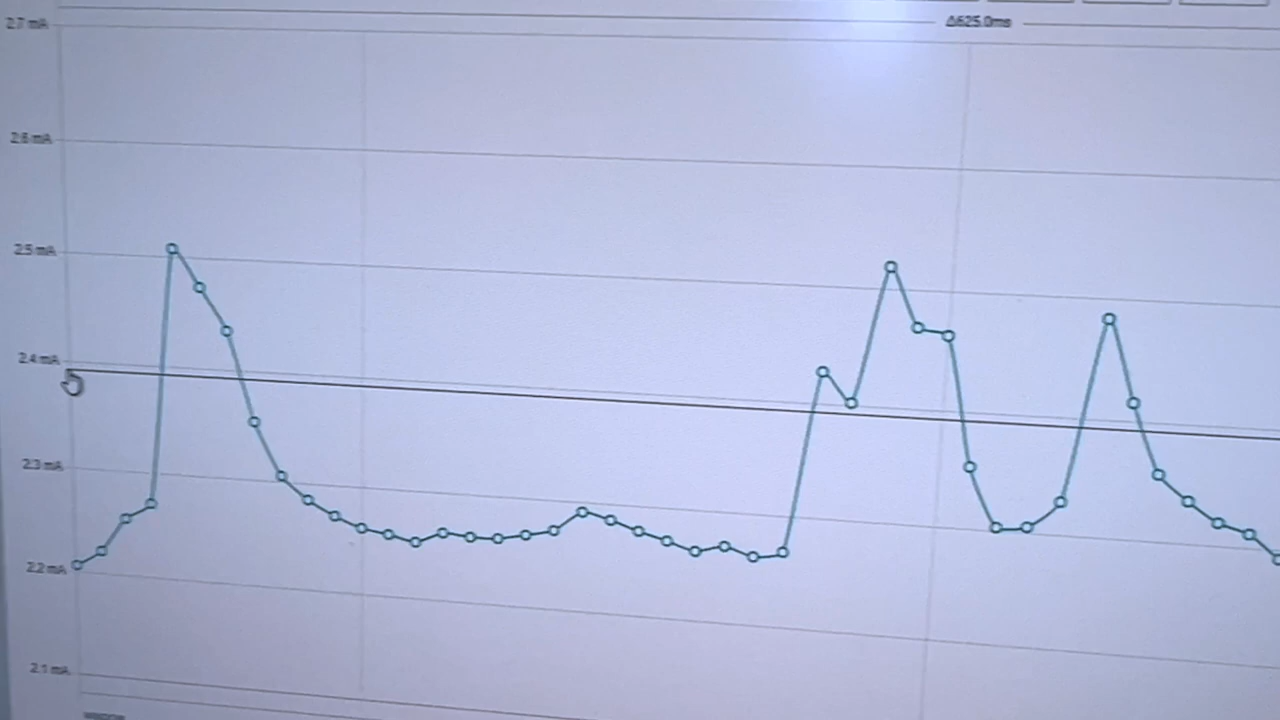 Δ625.0ms
2.7 mA
2.6 mA
2.5 mA
2.4 mA
2.3 mA
2.2 mA
2.1 mA